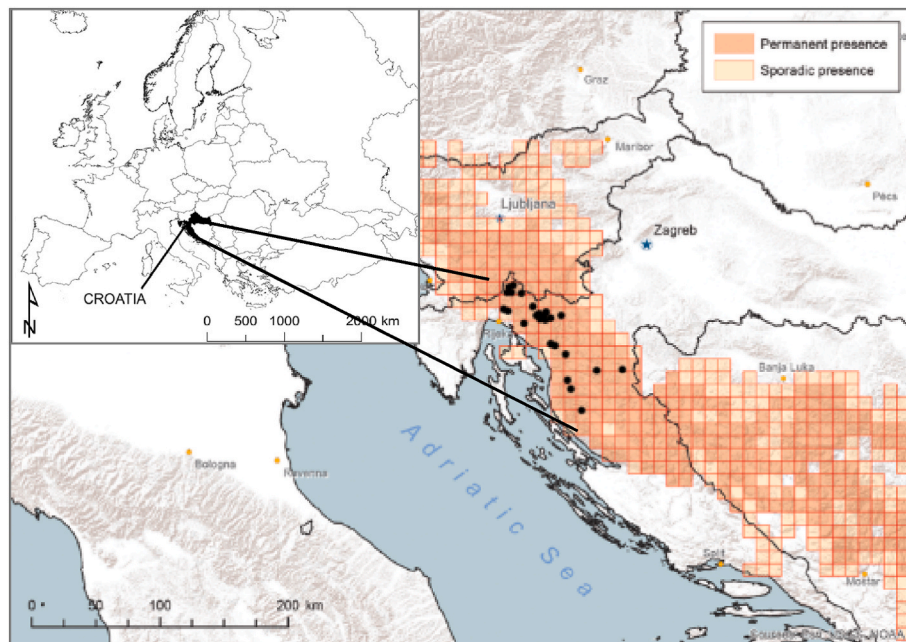 Permanent presence
Sporadic presence
Graz
Maribor
Pécs
Ljubljana
Zagreb
CROATIA
N
0 500 1000 2000 km
Rijeka
Banja Luka
Bologna
Ravenna
Adriatic Sea
Split
Mostar
0 50 100 200 km